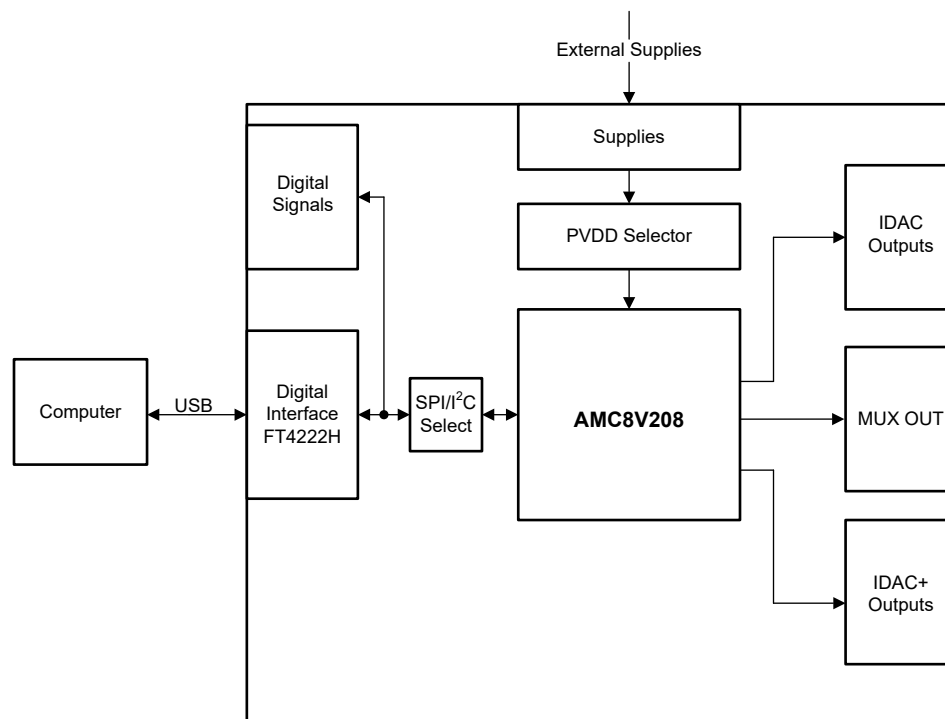 External Supplies
Supplies
Digital
Signals
PVDD Selector
IDAC
Outputs
Computer
USB
Digital
Interface
FT4222H
SPI/I²C
Select
AMC8V208
MUX OUT
IDAC+
Outputs